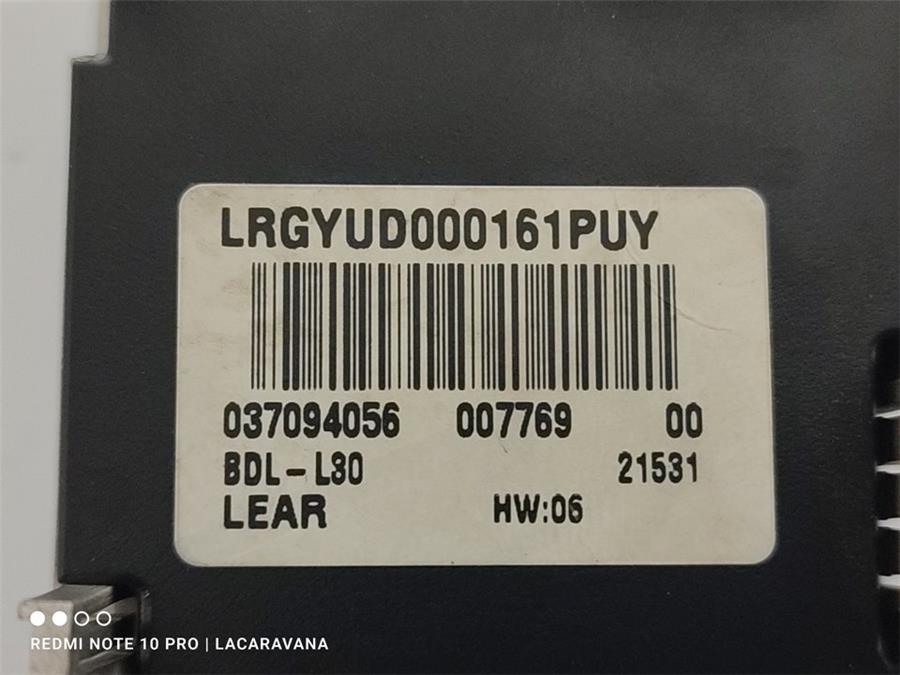 LRGYUD000161PUY
037094056 007769 00
BDL-L30 21531
LEAR HW:06
REDMI NOTE 10 PRO | LACARAVANA